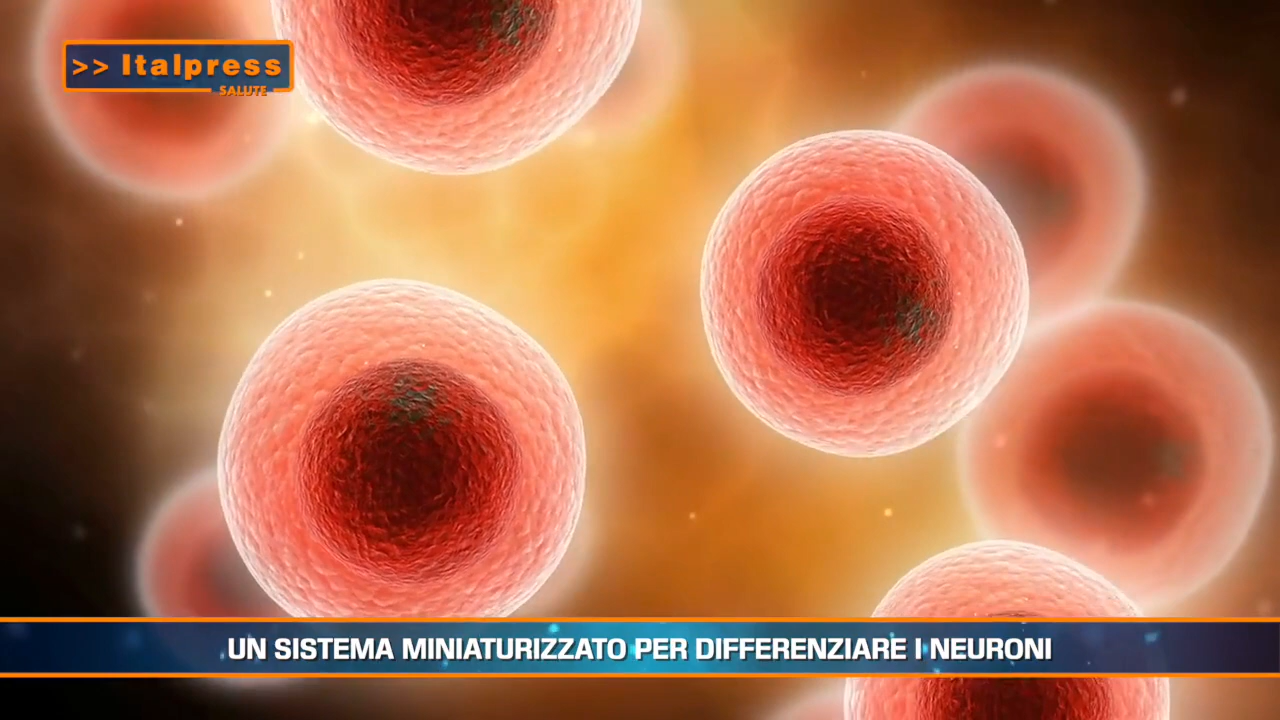 >> Italpress
SALUTE
UN SISTEMA MINIATURIZZATO PER DIFFERENZIARE I NEURONI